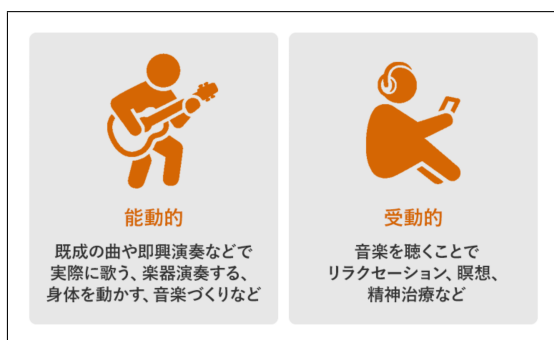 能動的
既成の曲や即興演奏などで
実際に歌う、楽器演奏する、
身体を動かす、音楽づくりなど
受動的
音楽を聴くことで
リラクセーション、瞑想、
精神治療など